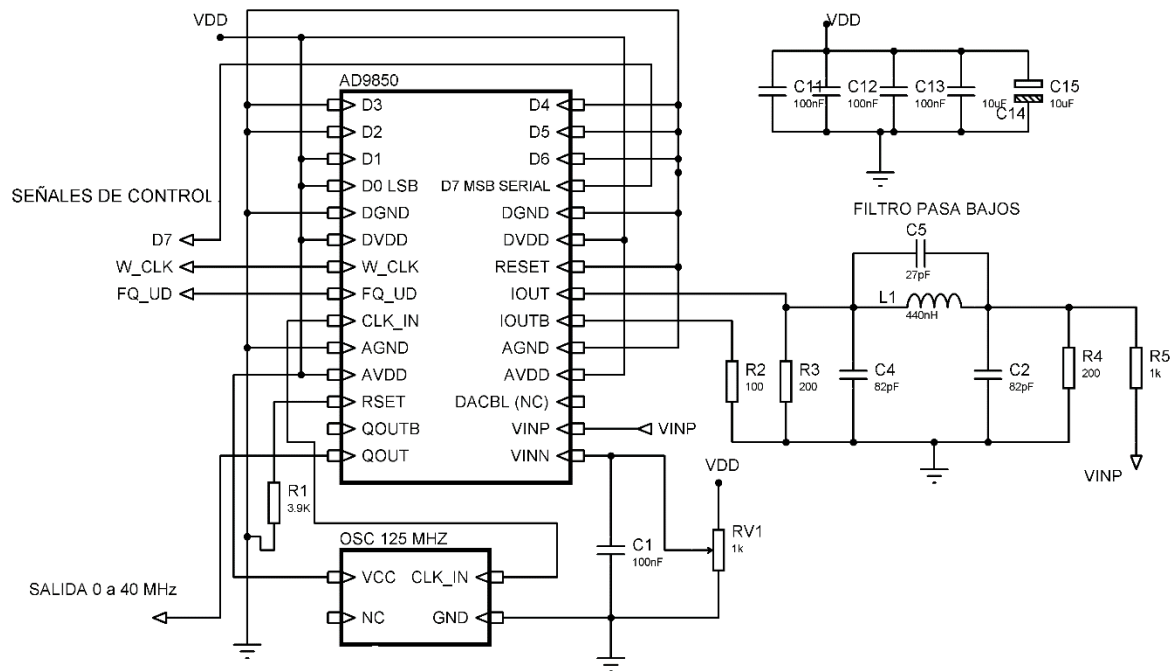 VDD
AD9850
D3
D2
D1
D0 LSB
DGND
DVDD
W_CLK
FQ_UD
CLK_IN
AGND
AVDD
RSET
QOUTB
QOUT
D4
D5
D6
D7 MSB SERIAL
DGND
DVDD
RESET
IOUT
IOUTB
AGND
AVDD
DACBL (NC)
VINP
VINN
SEÑALES DE CONTROL
D7
W_CLK
FQ_UD
VINP
R1
3.9K
OSC 125 MHZ
VCC
CLK_IN
NC
GND
SALIDA 0 a 40 MHz
C1
100nF
VDD
RV1
1k
VDD
C11
100nF
C12
100nF
C13
100nF
10uF
C14
C15
10uF
FILTRO PASA BAJOS
C5
27pF
L1
440nH
R2
100
R3
200
C4
82pF
C2
82pF
R4
200
R5
1k
VINP